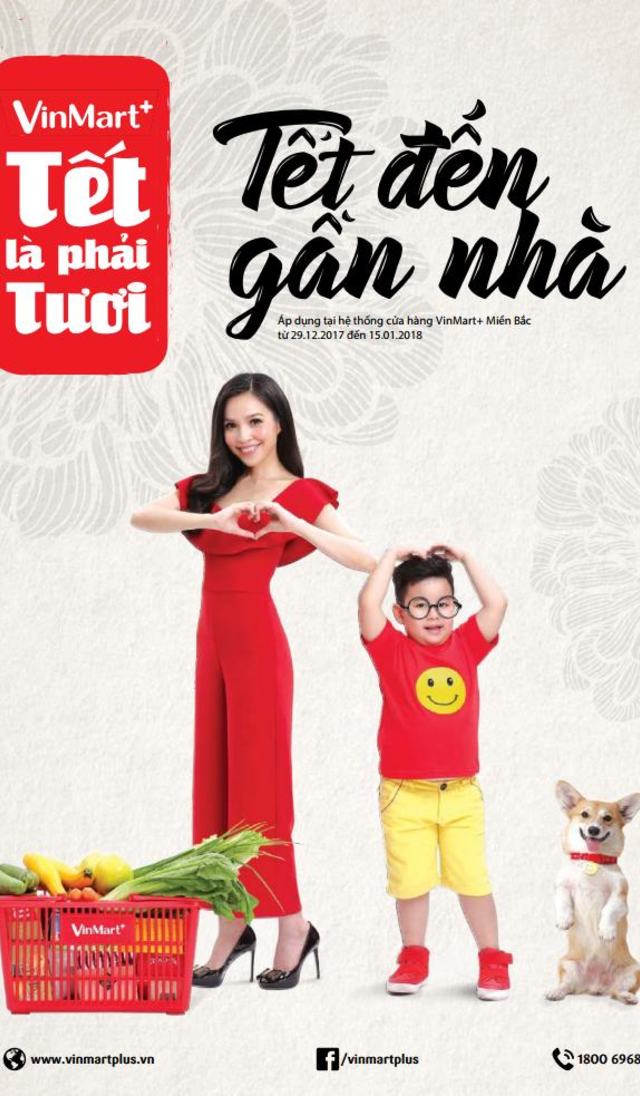 VinMart+
Tết
là phải
Tươi
Tết đến
gần nhà
Áp dụng tại hệ thống cửa hàng VinMart+ Miền Bắc
từ 29.12.2017 đến 15.01.2018
VinMart+
www.vinmartplus.vn
/vinmartplus
1800 6968